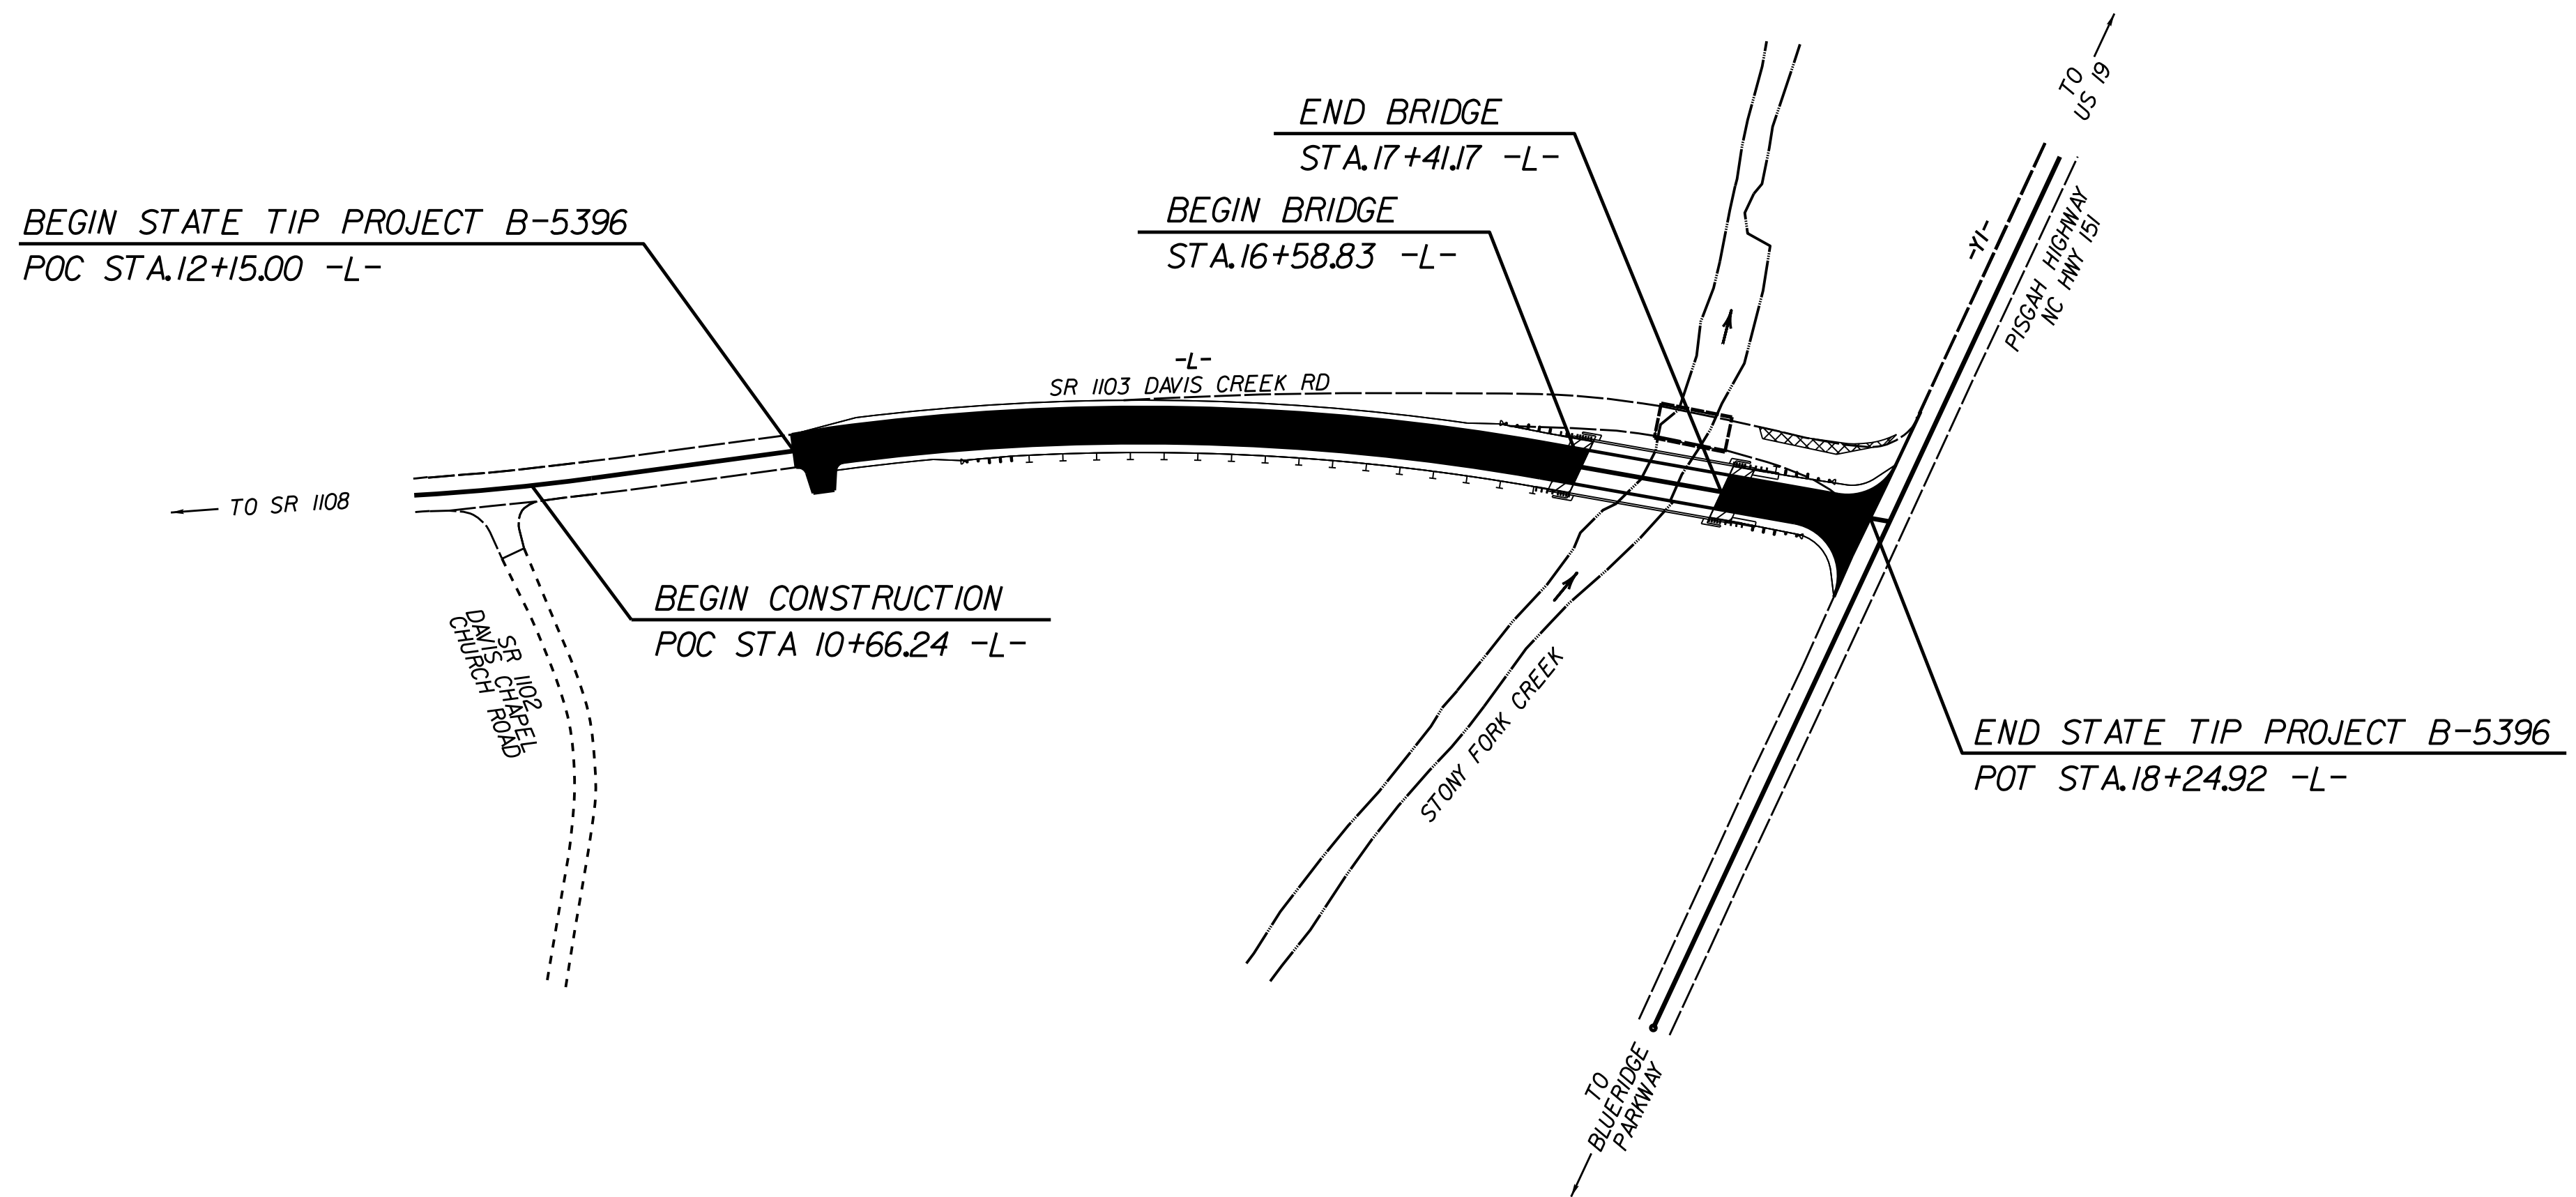 TO
US 19
END BRIDGE
STA.17+41.17 -L-
BEGIN BRIDGE
STA.16+58.83 -L-
BEGIN STATE TIP PROJECT B-5396
POC STA.12+15.00 -L-
-Y1-
PISGAH HIGHWAY
NC HWY 151
-L-
SR 1103 DAVIS CREEK RD
TO SR 1108
BEGIN CONSTRUCTION
POC STA 10+66.24 -L-
SR 1102
DAVIS CHAPEL
CHURCH ROAD
STONY FORK CREEK
END STATE TIP PROJECT B-5396
POT STA.18+24.92 -L-
TO
BLUERIDGE
PARKWAY